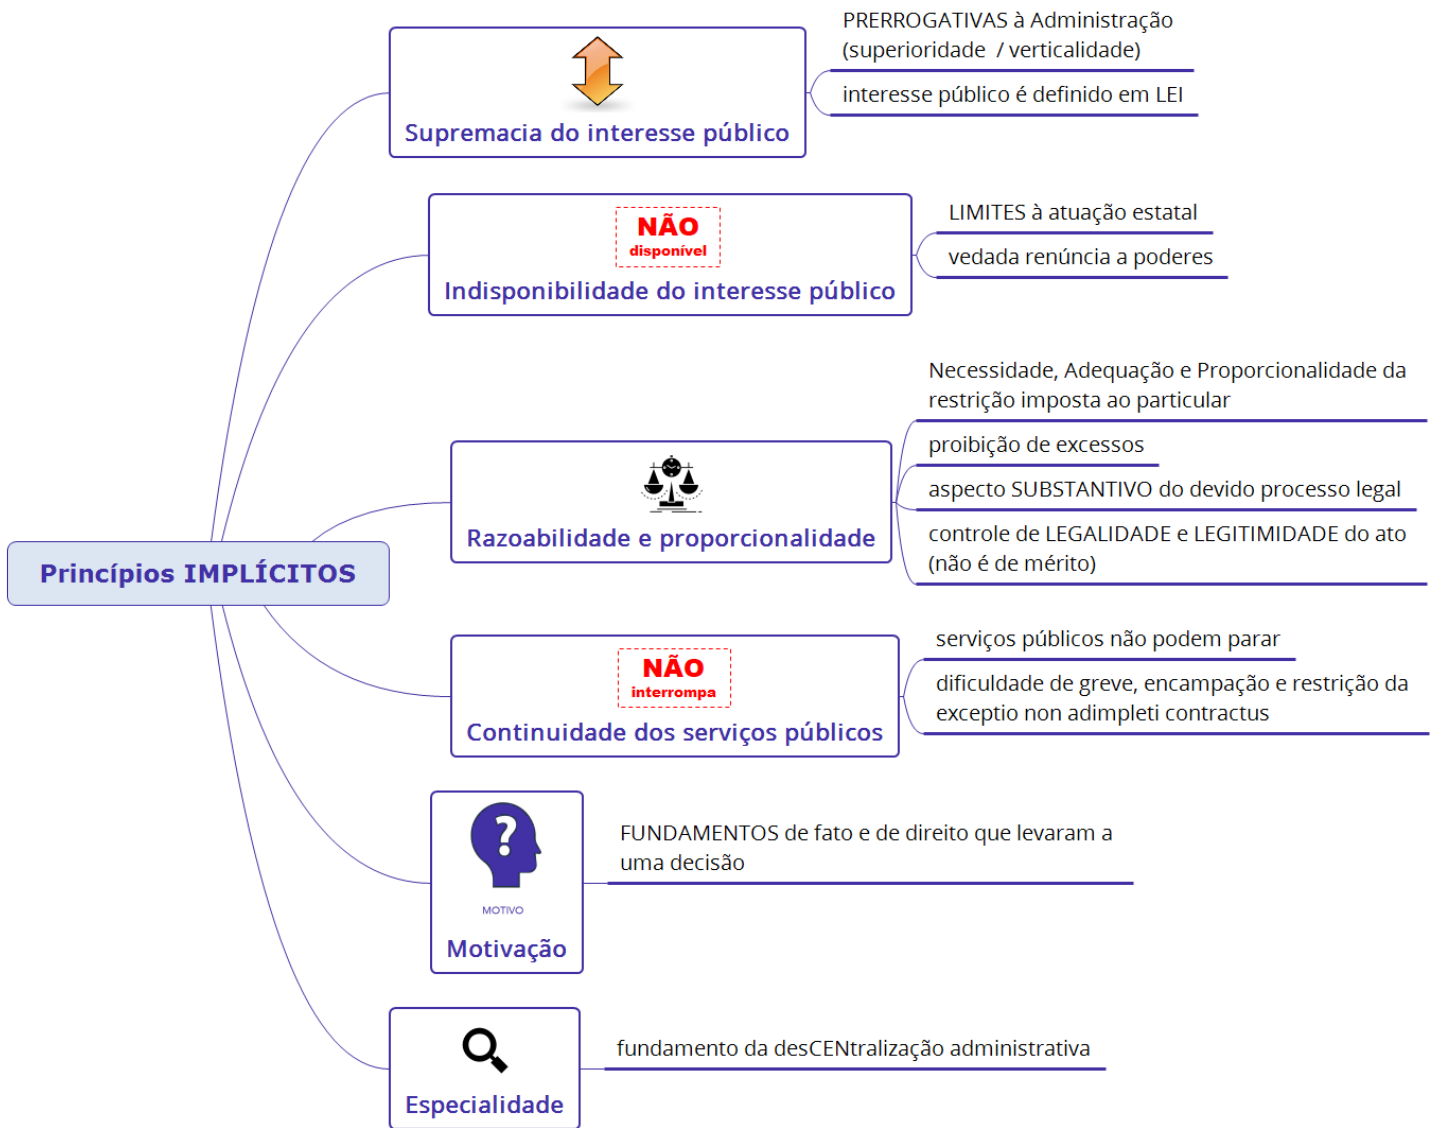 PRERROGATIVAS à Administração
(superioridade / verticalidade)
interesse público é definido em LEI
Supremacia do interesse público
NÃO
disponível
Indisponibilidade do interesse público
LIMITES à atuação estatal
vedada renúncia a poderes
Necessidade, Adequação e Proporcionalidade da
restrição imposta ao particular
proibição de excessos
aspecto SUBSTANTIVO do devido processo legal
controle de LEGALIDADE e LEGITIMIDADE do ato
(não é de mérito)
Razoabilidade e proporcionalidade
Princípios IMPLÍCITOS
NÃO
interrompa
Continuidade dos serviços públicos
serviços públicos não podem parar
dificuldade de greve, encampação e restrição da
exceptio non adimpleti contractus
?
MOTIVO
Motivação
FUNDAMENTOS de fato e de direito que levaram a
uma decisão
Especialidade
fundamento da desCENtralização administrativa